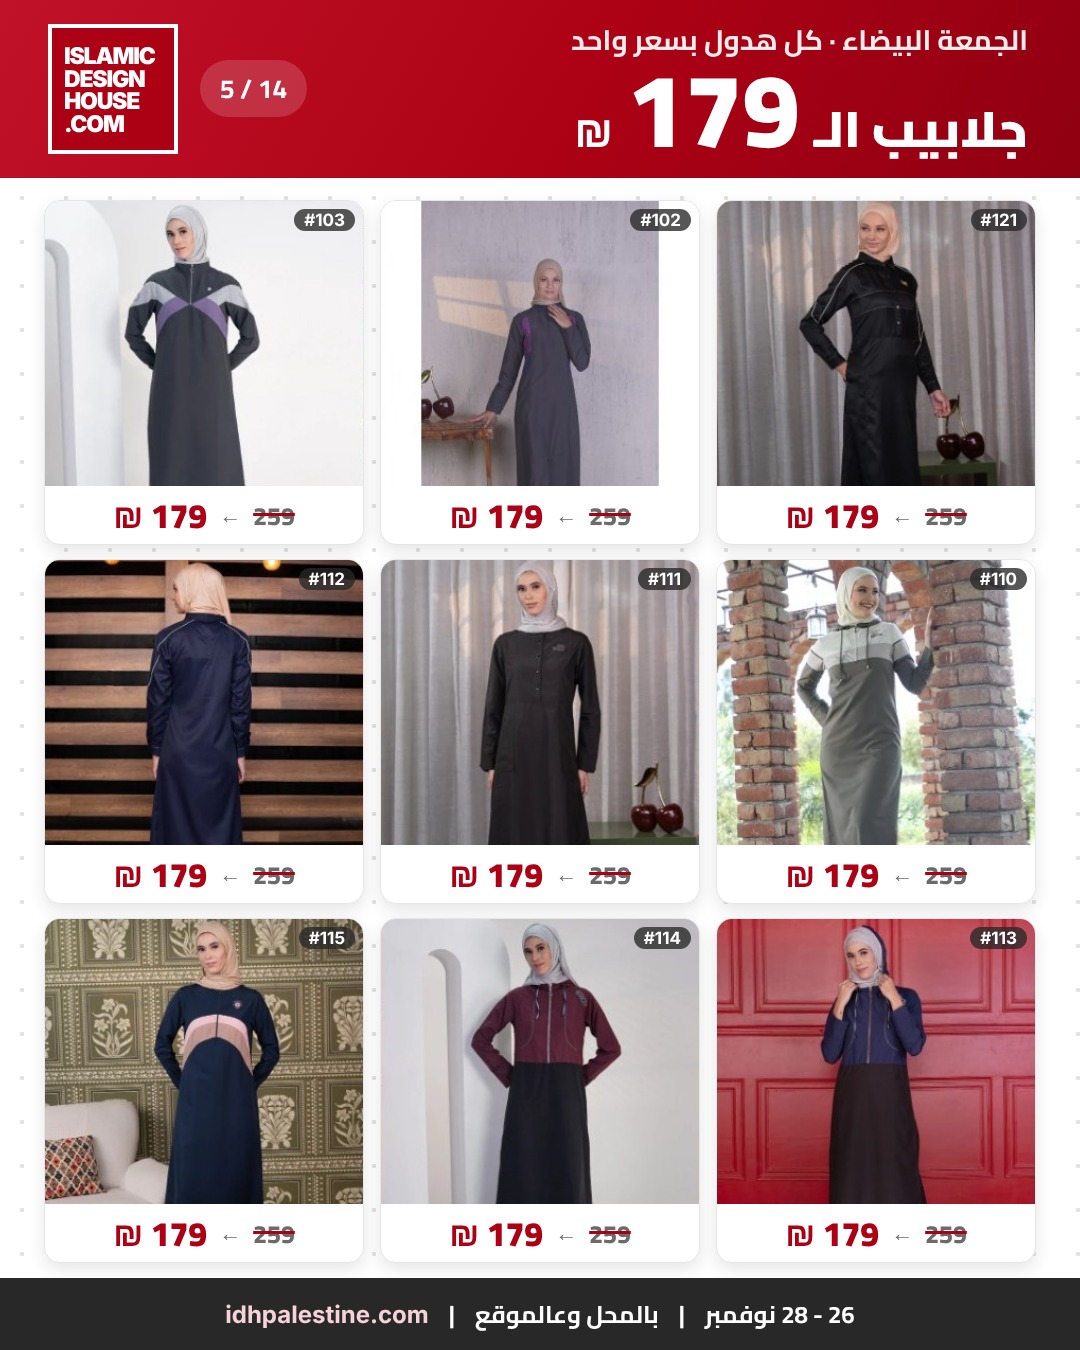 الجمعة البيضاء · كل هدول بسعر واحد
جلابيب الـ 179 ₪
5 / 14
ISLAMIC
DESIGN
HOUSE
.COM
#121
259 ← 179 ₪
#102
259 ← 179 ₪
#103
259 ← 179 ₪
#110
259 ← 179 ₪
#111
259 ← 179 ₪
#112
259 ← 179 ₪
#113
259 ← 179 ₪
#114
259 ← 179 ₪
#115
259 ← 179 ₪
26 - 28 نوفمبر | بالمحل وعالموقع | idhpalestine.com